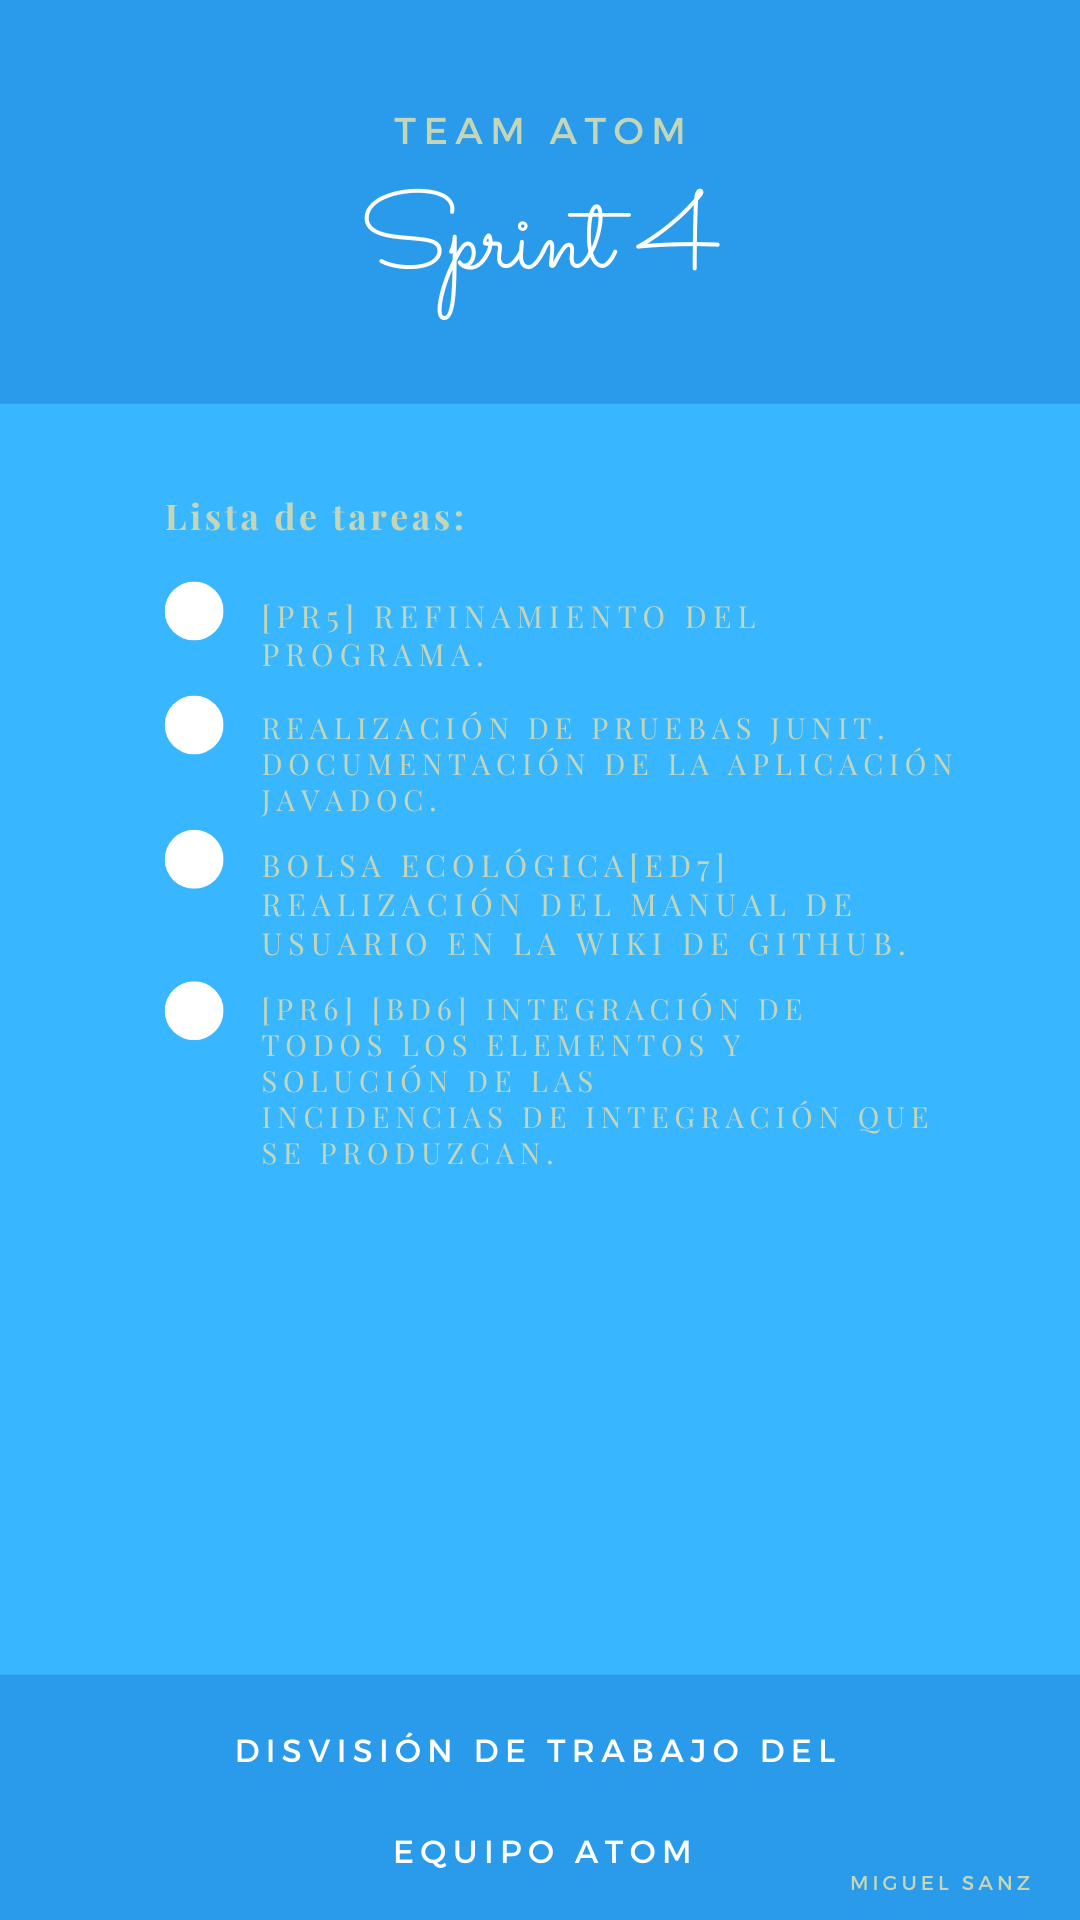 TEAM ATOM
Sprint 4
Lista de tareas:
[PR5] REFINAMIENTO DEL
PROGRAMA.
REALIZACIÓN DE PRUEBAS JUNIT.
DOCUMENTACIÓN DE LA APLICACIÓN
JAVADOC.
BOLSA ECOLÓGICA[ED7]
REALIZACIÓN DEL MANUAL DE
USUARIO EN LA WIKI DE GITHUB.
[PR6] [BD6] INTEGRACIÓN DE
TODOS LOS ELEMENTOS Y
SOLUCIÓN DE LAS
INCIDENCIAS DE INTEGRACIÓN QUE
SE PRODUZCAN.
DISVISIÓN DE TRABAJO DEL
EQUIPO ATOM
MIGUEL SANZ